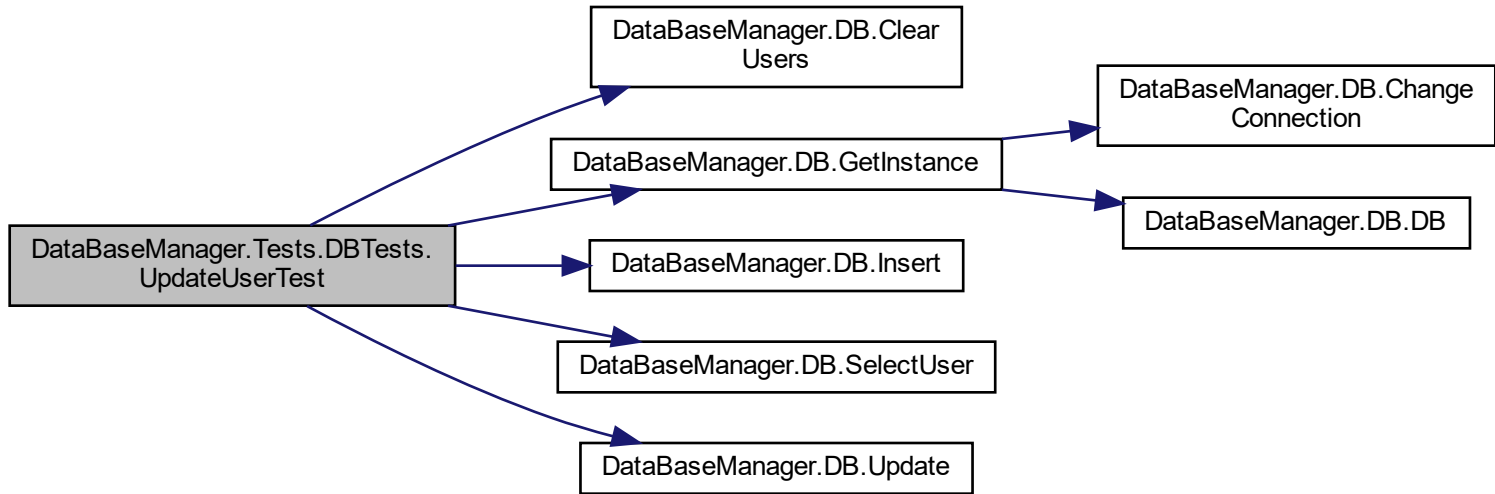 DataBaseManager.Tests.DBTests.
UpdateUserTest
DataBaseManager.DB.Clear
Users
DataBaseManager.DB.GetInstance
DataBaseManager.DB.Change
Connection
DataBaseManager.DB.DB
DataBaseManager.DB.Insert
DataBaseManager.DB.SelectUser
DataBaseManager.DB.Update